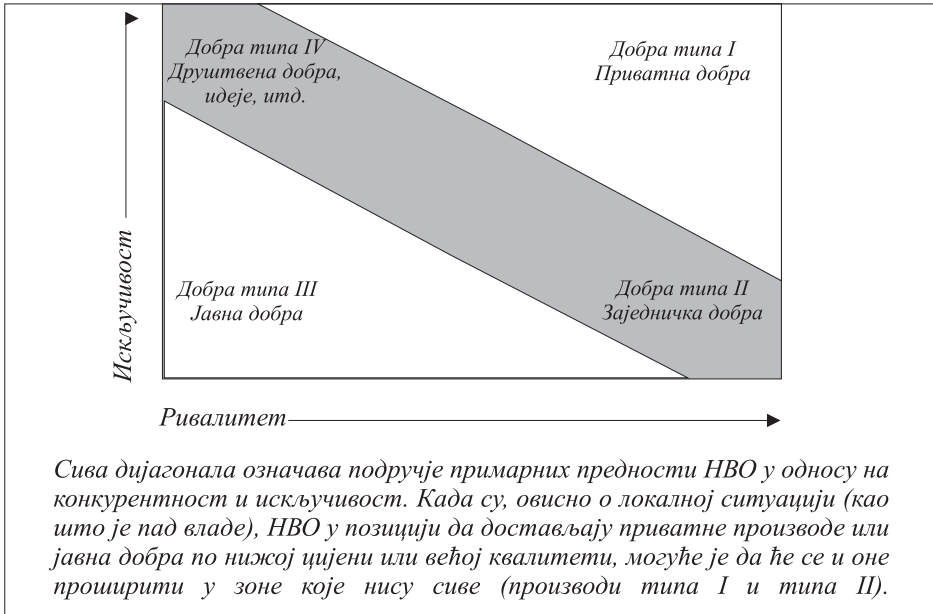 Добра типа IV
Друштвена добра,
идеје, итд.
Добра типа I
Приватна добра
Добра типа III
Јавна добра
Добра типа II
Заједничка добра
Искључивост
Ривалитет
Сива дијагонала означава подручје примарних предности НВО у односу на
конкурентност и искључивост. Када су, овисно о локалној ситуацији (као
што је пад владе), НВО у позицији да достављају приватне производе или
јавна добра по нижој цијени или већој квалитети, могуће је да ће се и оне
проширити у зоне које нису сиве (производи типа I и типа II).